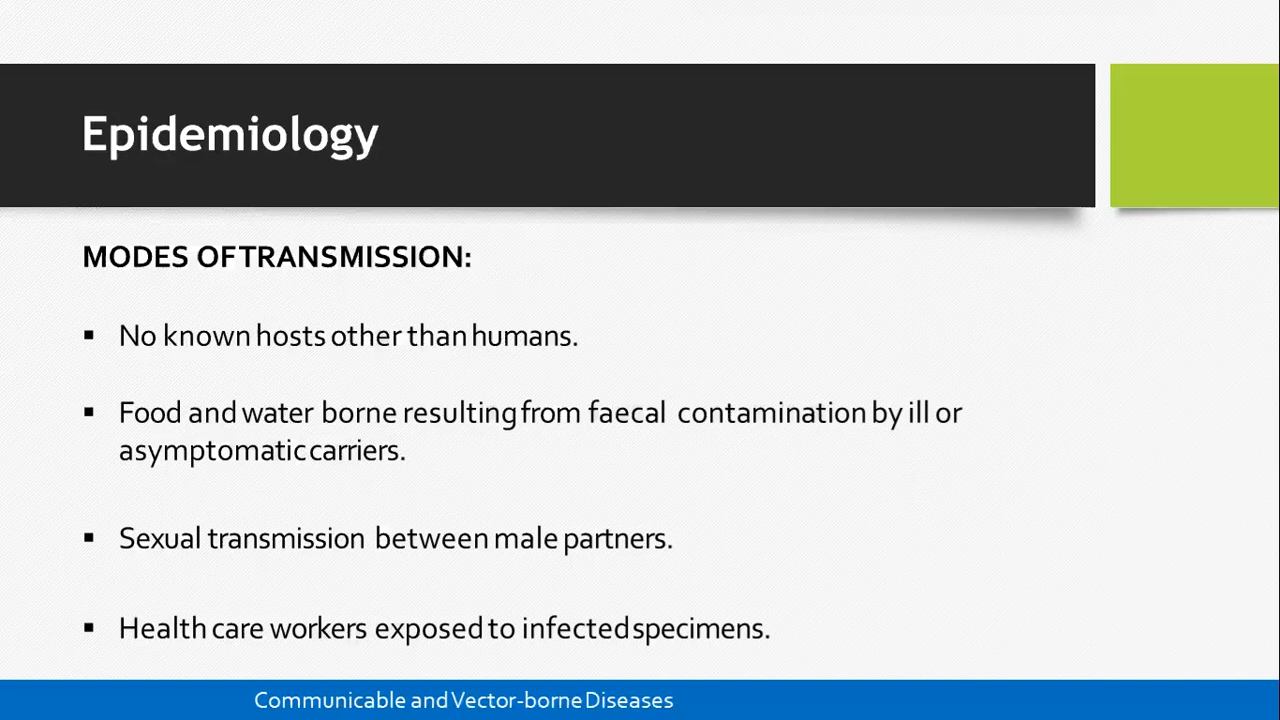 Epidemiology
MODES OF TRANSMISSION:
▪ No known hosts other than humans.
▪ Food and water borne resulting from faecal contamination by ill or
asymptomatic carriers.
▪ Sexual transmission between male partners.
▪ Health care workers exposed to infected specimens.
Communicable and Vector-borne Diseases